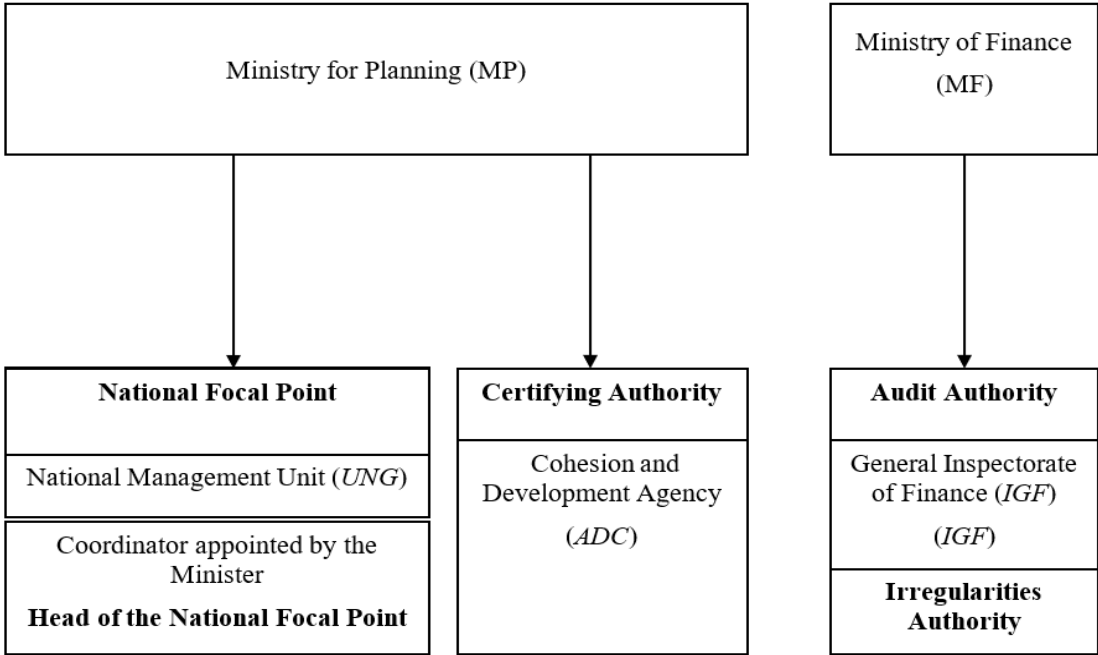 Ministry for Planning (MP)
Ministry of Finance
(MF)
National Focal Point
National Management Unit (UNG)
Coordinator appointed by the
Minister
Head of the National Focal Point
Certifying Authority
Cohesion and
Development Agency
(ADC)
Audit Authority
General Inspectorate
of Finance (IGF)
(IGF)
Irregularities
Authority